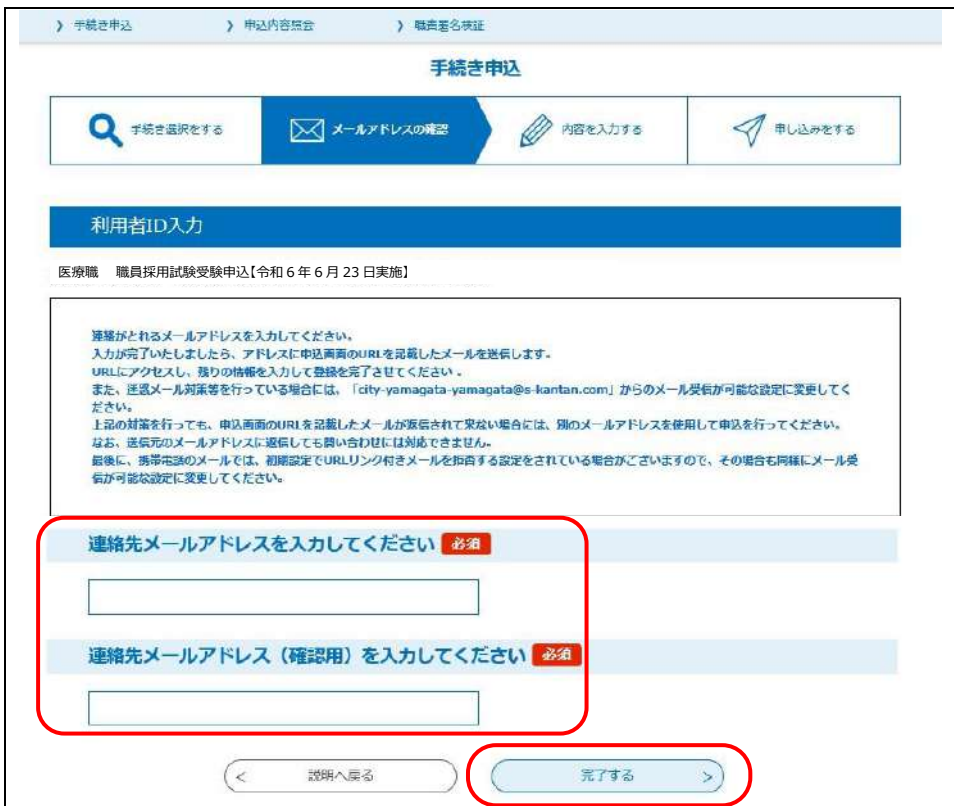 》 手続き申込　　》 申込内容照会　　》 職責署名検証
手続き申込
手続き選択をする　メールアドレスの確認　内容を入力する　申し込みをする
利用者ID入力
医療職　職員採用試験受験申込【令和６年６月23日実施】
連絡がとれるメールアドレスを入力してください。
入力が完了いたしましたら、アドレスに申込画面のURLを記載したメールを送信します。
URLにアクセスし、残りの情報を入力して登録を完了させてください．
また、迷惑メール対策等を行っている場合には、「city-yamagata-yamagata@s-kantan.com」からのメール受信が可能な設定に変更してく
ださい。
上記の対策を行っても、申込画面のURLを記載したメールが返信されて来ない場合には、別のメールアドレスを使用して申込を行ってください。
なお、送信元のメールアドレスに返信しても問い合わせには対応できません。
最後に、携帯電話のメールでは、初期設定でURLリンク付きメールを拒否する設定をされている場合がございますので、その場合も同様にメール受
信が可能な設定に変更してください。
連絡先メールアドレスを入力してください 必須
連絡先メールアドレス（確認用）を入力してください 必須
＜　説明へ戻る　　完了する　＞